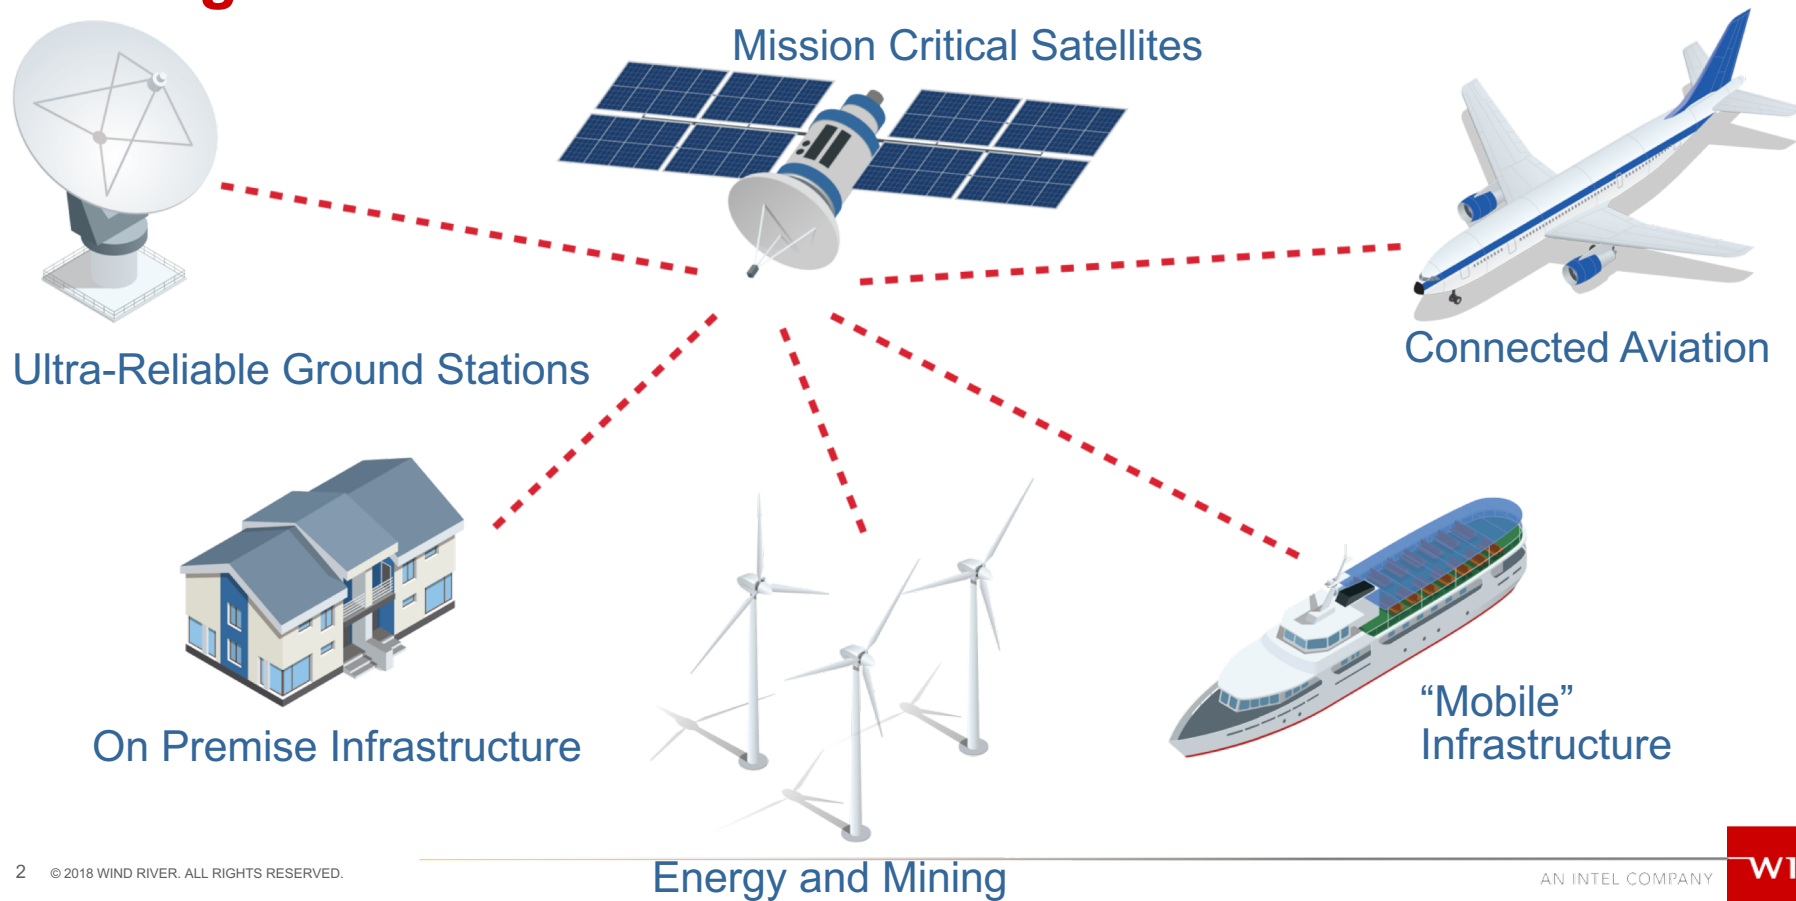 Mission Critical Satellites
Ultra-Reliable Ground Stations
Connected Aviation
On Premise Infrastructure
“Mobile”
Infrastructure
Energy and Mining
2 © 2018 WIND RIVER. ALL RIGHTS RESERVED.
AN INTEL COMPANY